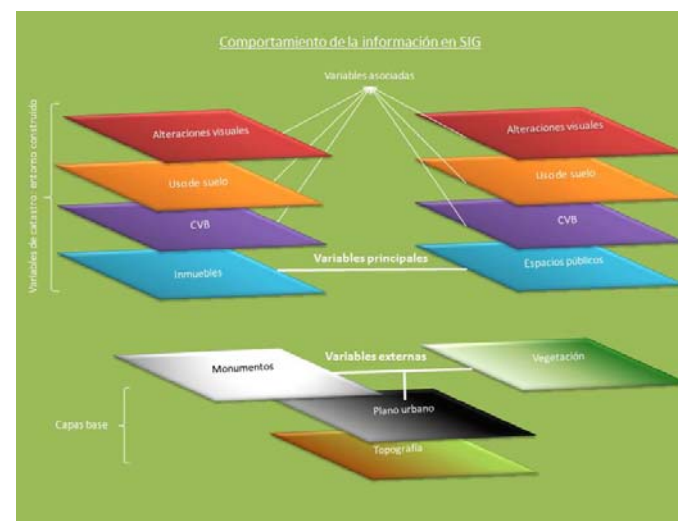 Comportamiento de la información en SIG
Variables asociadas
Variables de catastro : entorno construido
Alteraciones visuales
Alteraciones visuales
Uso de suelo
Uso de suelo
CVB
CVB
Inmuebles
Variables principales
Espacios públicos
Monumentos
Variables externas
Vegetación
Capas base
Plano urbano
Topografía